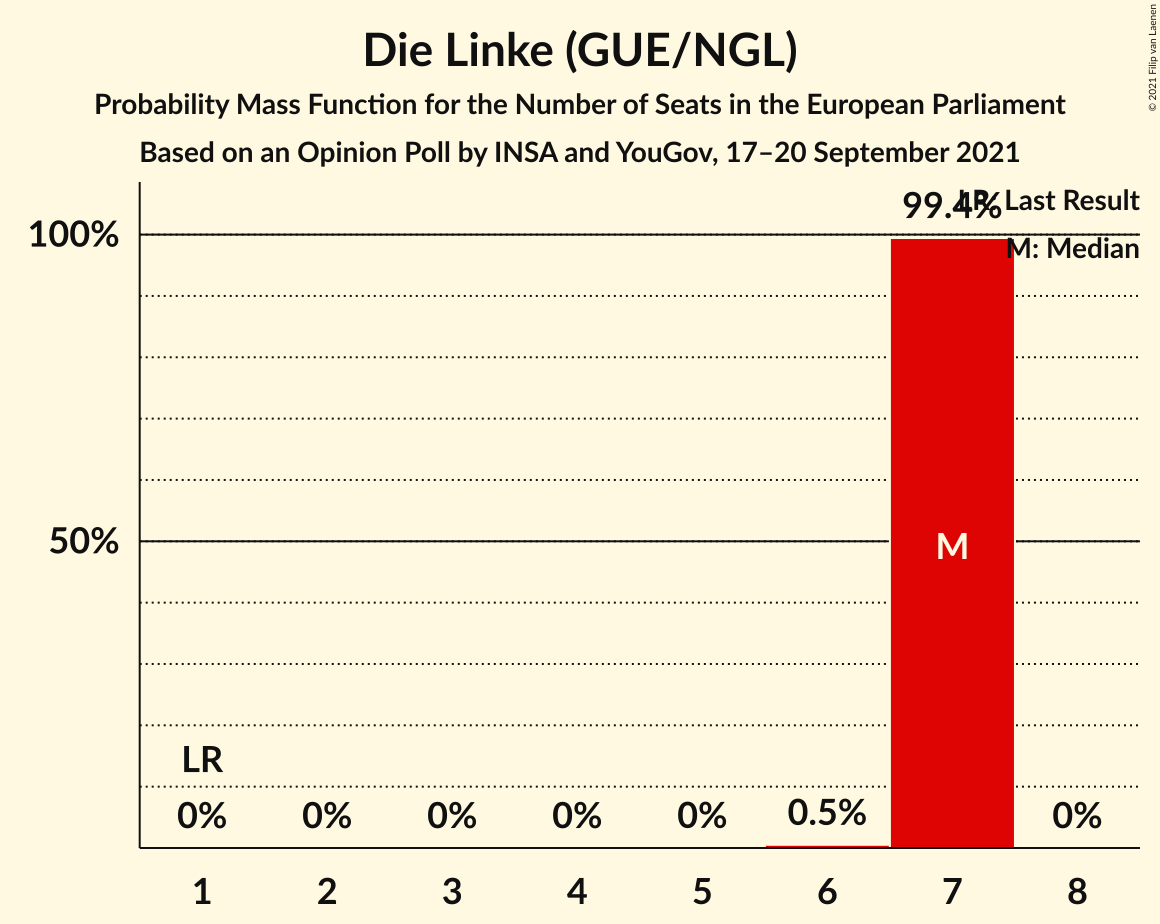 Die Linke (GUE/NGL)
Probability Mass Function for the Number of Seats in the European Parliament
Based on an Opinion Poll by INSA and YouGov, 17–20 September 2021
© 2021 Filip van Laenen
99.4%
LR: Last Result
M: Median
100%
50%
M
LR
0% 0% 0% 0% 0% 0.5% 0%
1 2 3 4 5 6 7 8